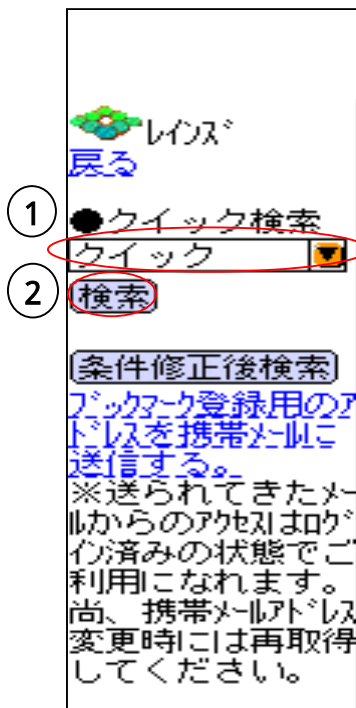 ﾚｲﾝｽﾞ
戻る
①
●クイック検索
クイック
②
検索
条件修正後検索
ﾌﾞｯｸﾏｰｸ登録用のｱ
ﾄﾞﾚｽを携帯ﾒｰﾙに
送信する。
※送られてきたﾒｰ
ﾙからのｱｸｾｽはﾛｸﾞ
ｲﾝ済みの状態でご
利用になれます。
尚、携帯ﾒｰﾙｱﾄﾞﾚｽ
変更時には再取得
してください。